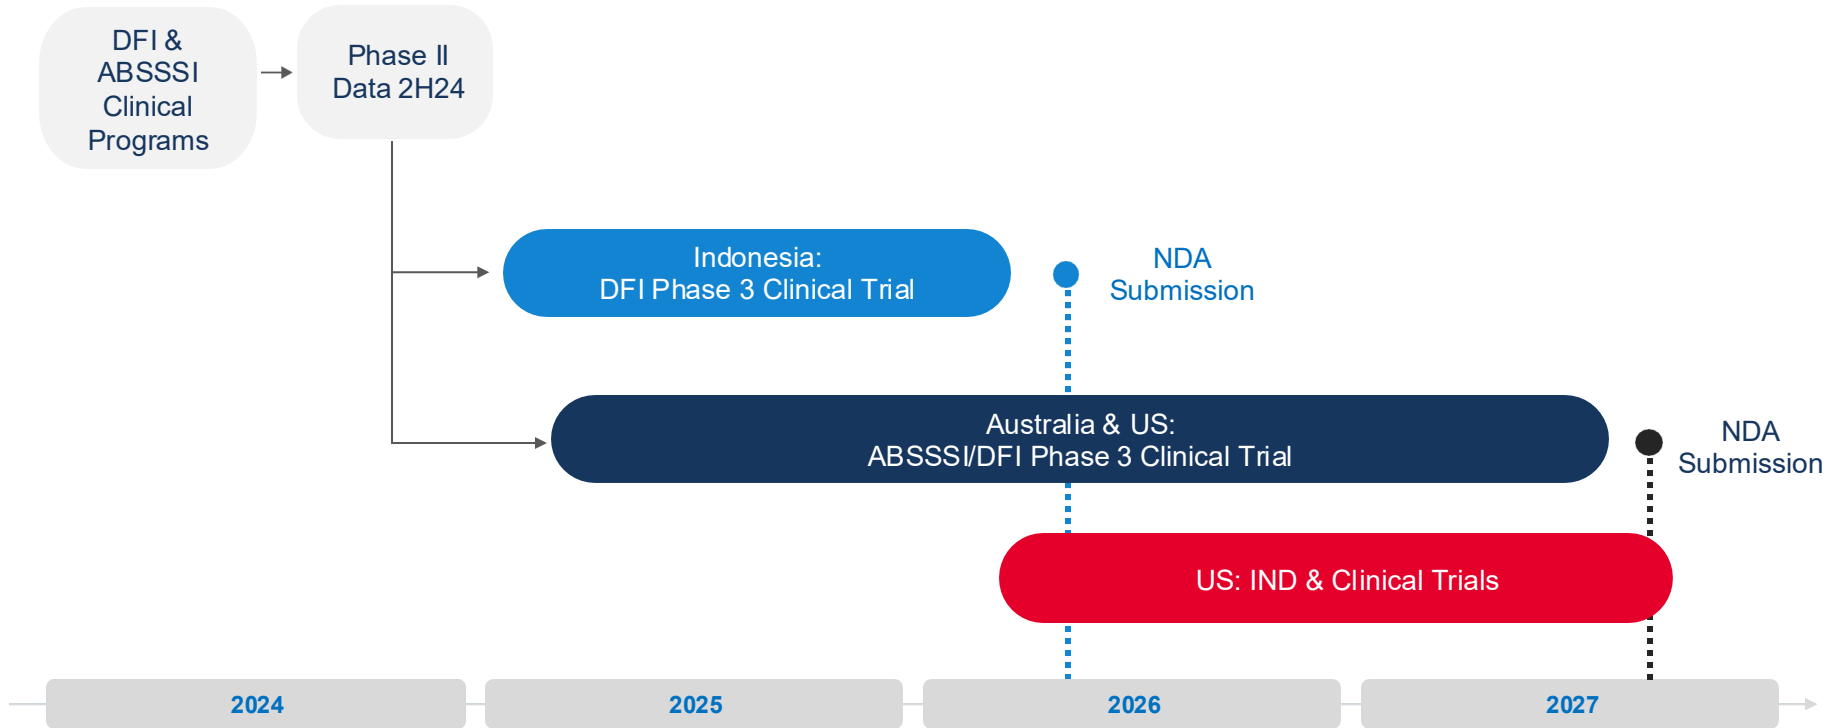 DFI &
ABSSSI
Clinical
Programs
Phase II
Data 2H24
Indonesia:
DFI Phase 3 Clinical Trial
NDA
Submission
Australia & US:
ABSSSI/DFI Phase 3 Clinical Trial
NDA
Submission
US: IND & Clinical Trials
2024
2025
2026
2027